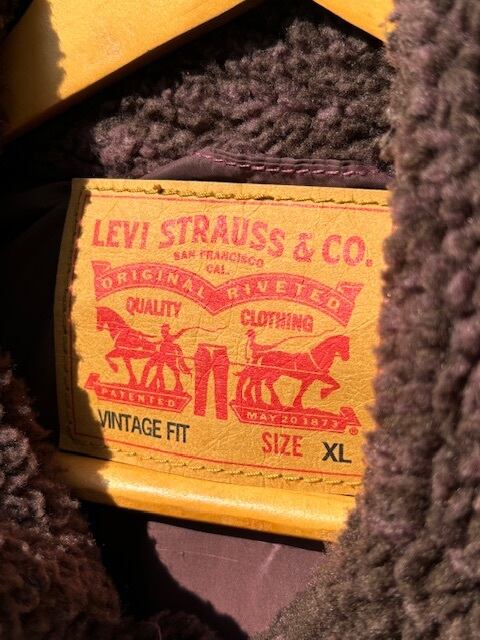 LEVI STRAUSS & CO.
SAN FRANCISCO
CAL.
ORIGINAL RIVETED
QUALITY CLOTHING
PATENTED MAY 20 1873 ®
VINTAGE FIT SIZE XL